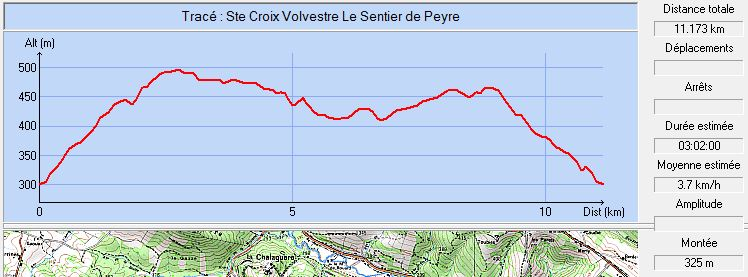 Tracé : Ste Croix Volvestre Le Sentier de Peyre
Alt (m)
500
450
400
350
300
0
5
10
Dist (km)
Distance totale
11.173 km
Déplacements
Arrêts
Durée estimée
03:02:00
Moyenne estimée
3.7 km/h
Amplitude
Montée
325 m
la Chalaquère